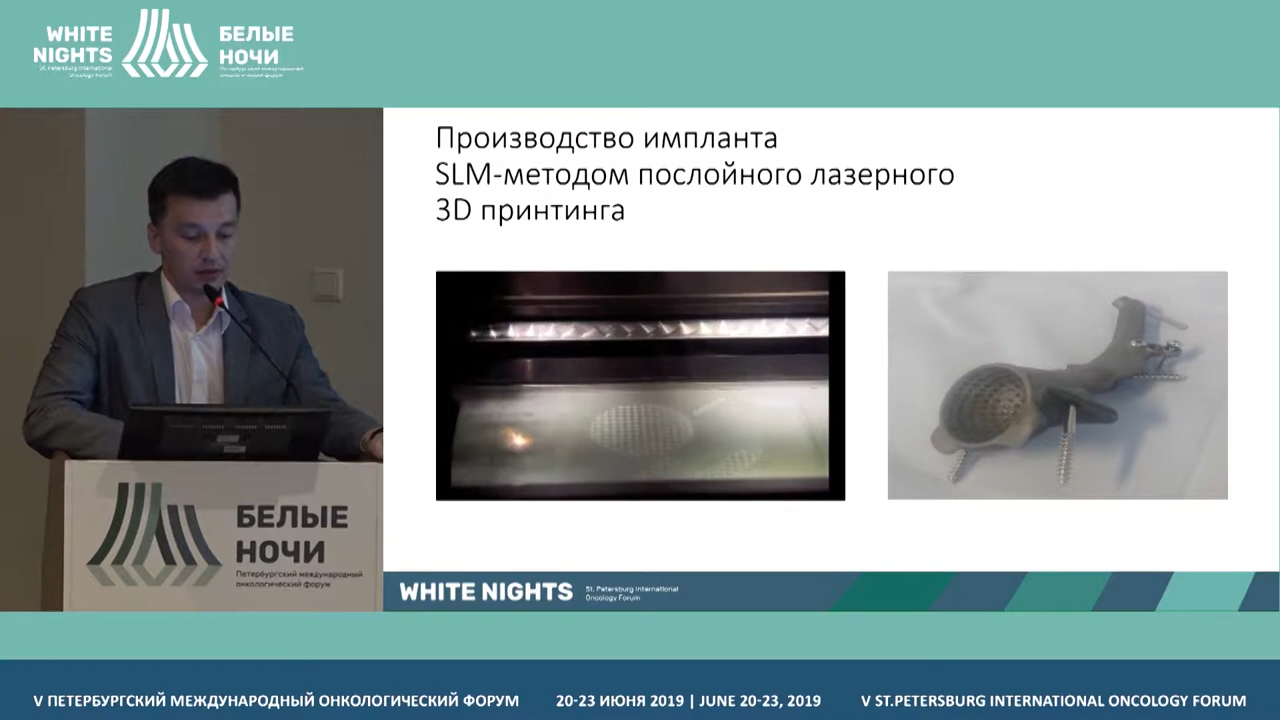 WHITE
NIGHTS
St. Petersburg International
Oncology Forum
БЕЛЫЕ
НОЧИ
Петербургский международный
онкологический форум
Производство импланта
SLM-методом послойного лазерного
3D принтинга
БЕЛЫЕ
НОЧИ
Петербургский международный
онкологический форум
WHITE NIGHTS
St. Petersburg International
Oncology Forum
V ПЕТЕРБУРГСКИЙ МЕЖДУНАРОДНЫЙ ОНКОЛОГИЧЕСКИЙ ФОРУМ
20-23 ИЮНЯ 2019 | JUNE 20-23, 2019
V ST.PETERSBURG INTERNATIONAL ONCOLOGY FORUM